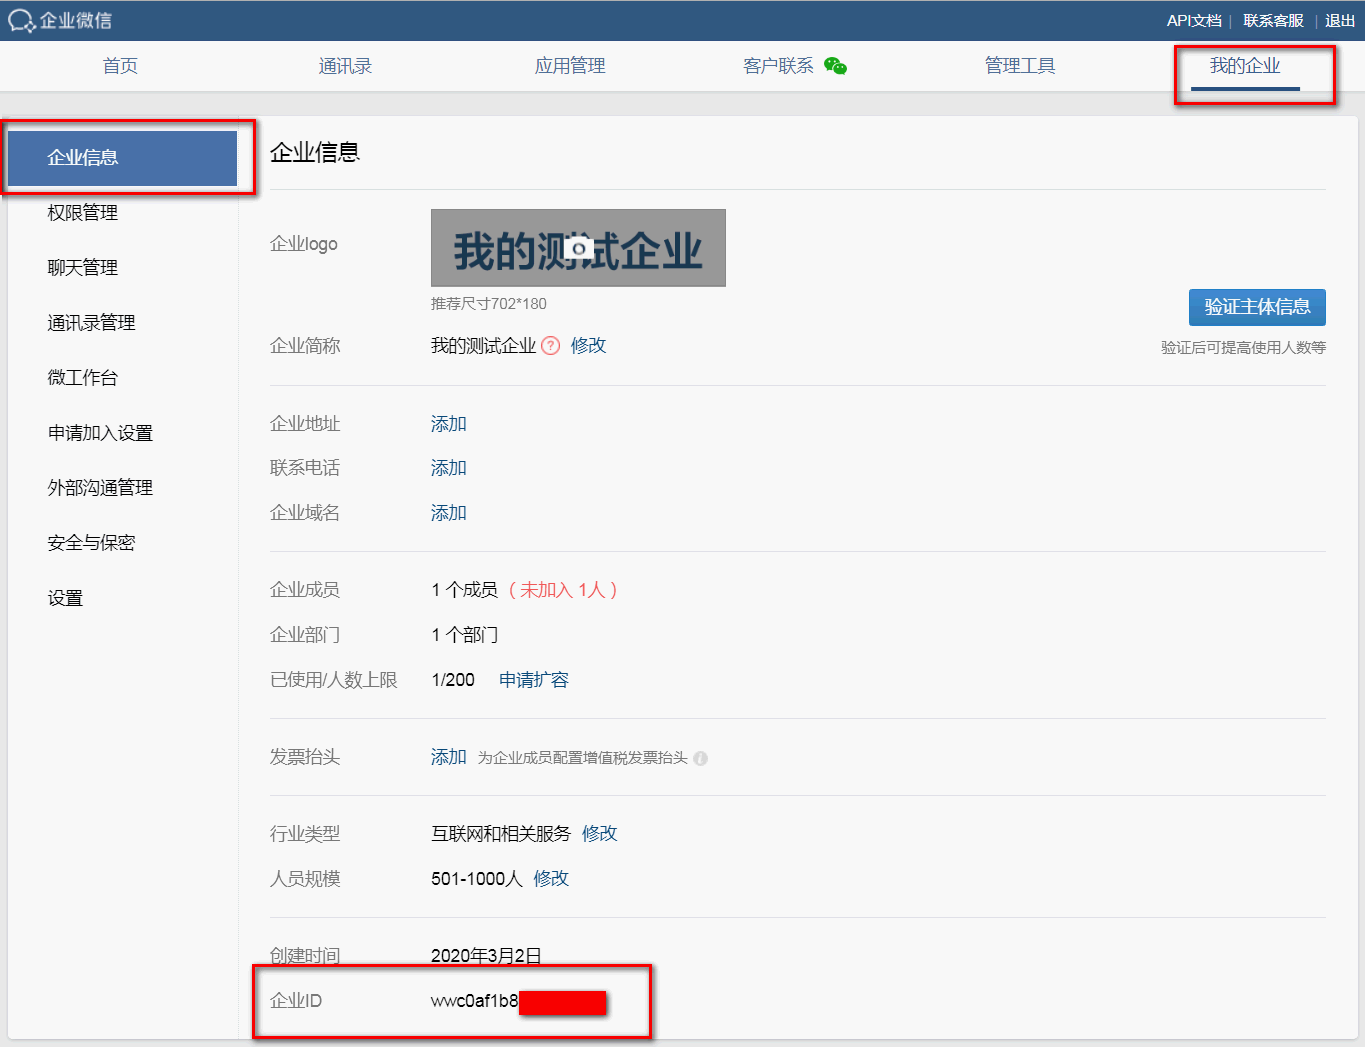 企业微信
API文档 | 联系客服 | 退出
首页 通讯录 应用管理 客户联系 管理工具 我的企业
企业信息
权限管理
聊天管理
通讯录管理
微工作台
申请加入设置
外部沟通管理
安全与保密
设置
企业信息
企业logo
我的测试企业
推荐尺寸702*180
验证主体信息
企业简称 我的测试企业 ? 修改
验证后可提高使用人数等
企业地址 添加
联系电话 添加
企业域名 添加
企业成员 1 个成员 ( 未加入 1人 )
企业部门 1 个部门
已使用/人数上限 1/200 申请扩容
发票抬头 添加 为企业成员配置增值税发票抬头 i
行业类型 互联网和相关服务 修改
人员规模 501-1000人 修改
创建时间 2020年3月2日
企业ID wwc0af1b8